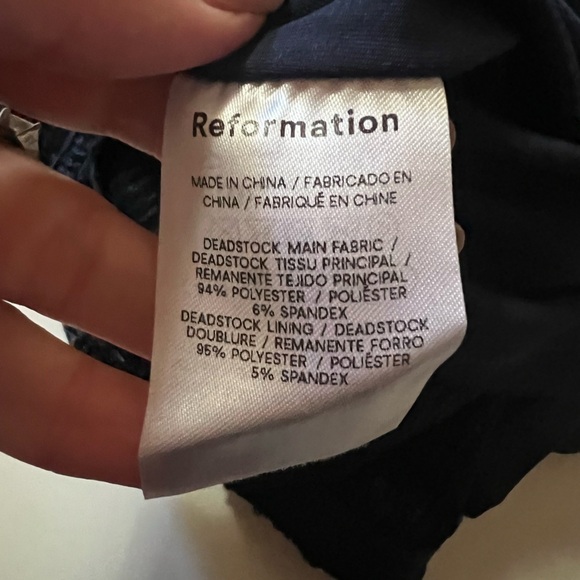 Reformation
MADE IN CHINA / FABRICADO EN
CHINA / FABRIQUÉ EN CHINE
DEADSTOCK MAIN FABRIC /
DEADSTOCK TISSU PRINCIPAL /
REMANENTE TEJIDO PRINCIPAL
94% POLYESTER / POLIÉSTER
6% SPANDEX
DEADSTOCK LINING / DEADSTOCK
DOUBLURE / REMANENTE FORRO
95% POLYESTER / POLIÉSTER
5% SPANDEX